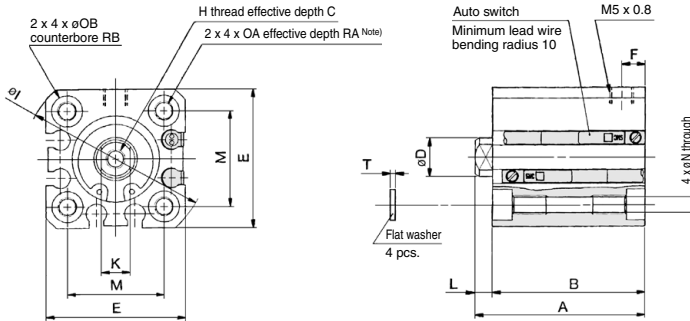 2 x 4 x øOB
counterbore RB
H thread effective depth C
2 x 4 x OA effective depth RA Note)
øI
M
E
K
M
E
Auto switch
Minimum lead wire
bending radius 10
M5 x 0.8
F
øD
T
Flat washer
4 pcs.
4 x øN through
L
B
A